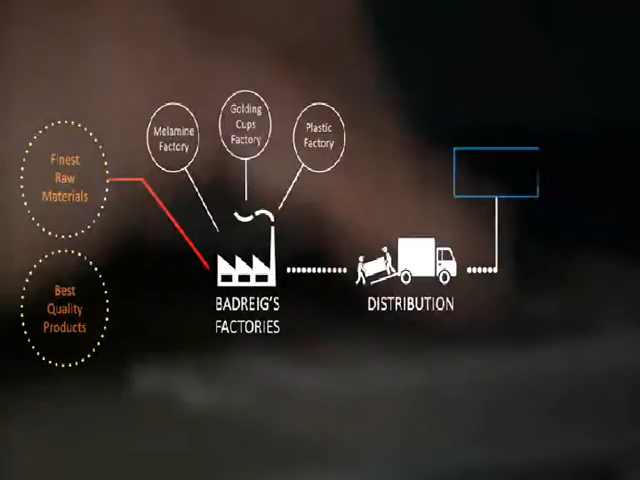 Finest
Raw
Materials
Best
Quality
Products
Melamine
Factory
Golding
Cups
Factory
Plastic
Factory
BADREIG'S
FACTORIES
DISTRIBUTION